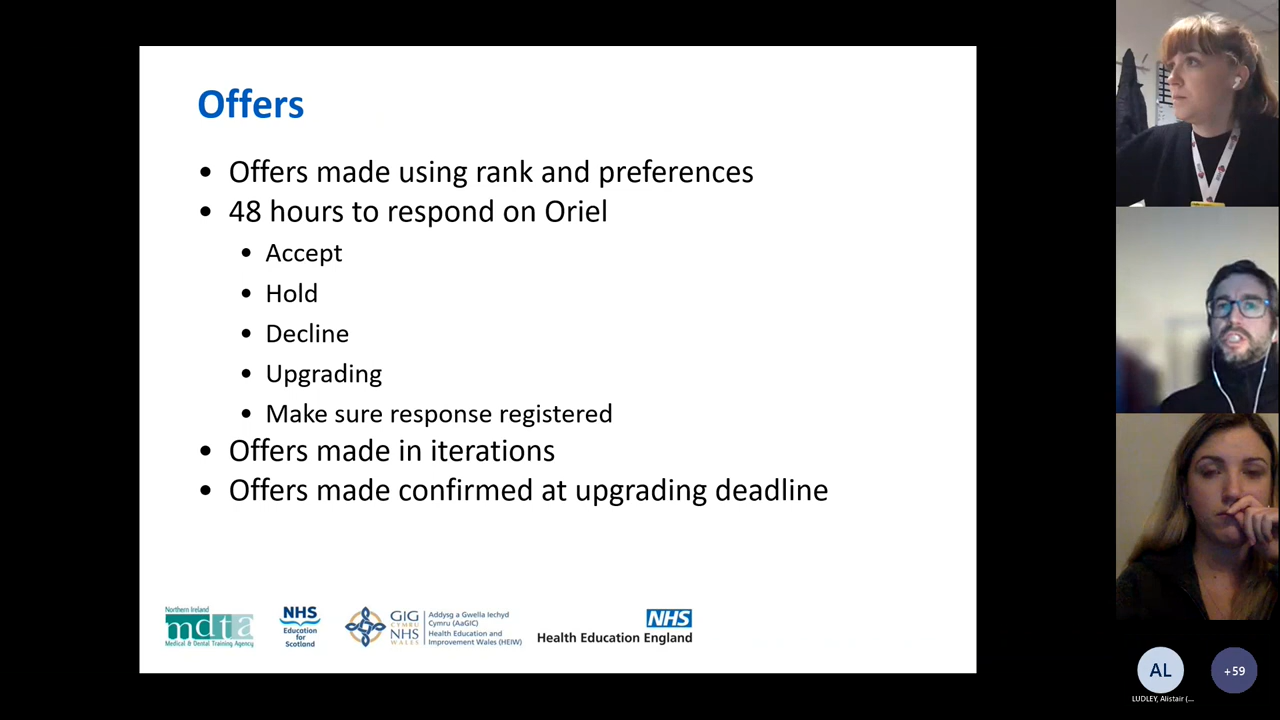 Offers
• Offers made using rank and preferences
• 48 hours to respond on Oriel
• Accept
• Hold
• Decline
• Upgrading
• Make sure response registered
• Offers made in iterations
• Offers made confirmed at upgrading deadline
Northern Ireland
mdta
Medical & Dental Training Agency
NHS
Education
for
Scotland
GIG
CYMRU
NHS
WALES
Addysg a Gwella Iechyd
Cymru (AaGIC)
Health Education and
Improvement Wales (HEIW)
NHS
Health Education England
AL
+59
LUDLEY, Alistair (...